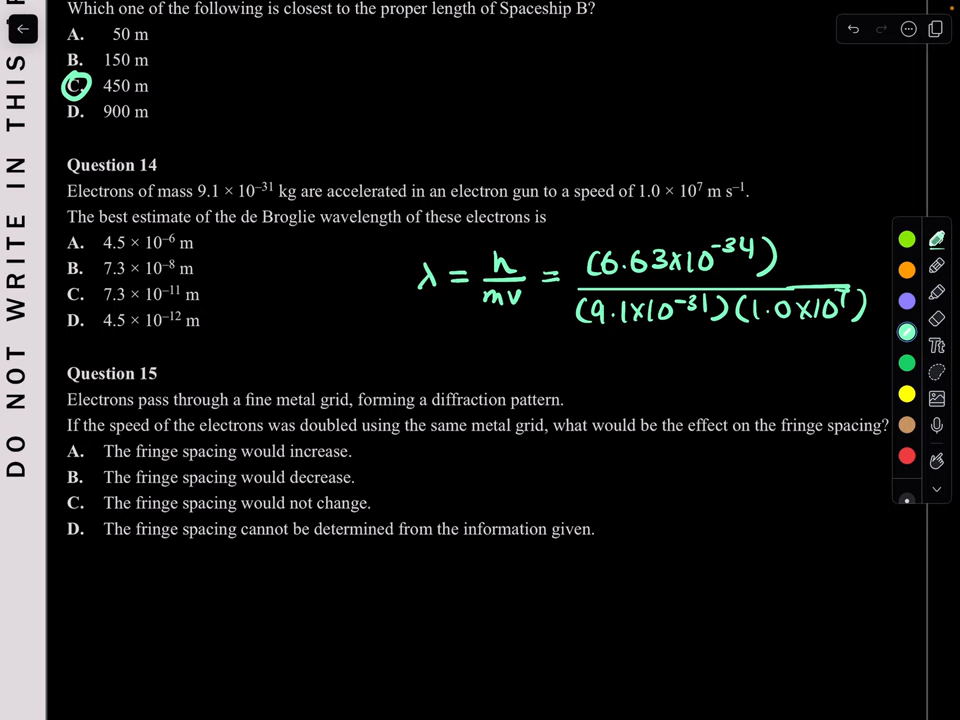 Which one of the following is closest to the proper length of Spaceship B?
A. 50 m
B. 150 m
C. 450 m
D. 900 m
Question 14
Electrons of mass 9.1 × 10⁻³¹ kg are accelerated in an electron gun to a speed of 1.0 × 10⁷ m s⁻¹.
The best estimate of the de Broglie wavelength of these electrons is
A. 4.5 × 10⁻⁶ m
B. 7.3 × 10⁻⁸ m
C. 7.3 × 10⁻¹¹ m
D. 4.5 × 10⁻¹² m
λ = h/mv = (6.63×10⁻³⁴)/(9.1×10⁻³¹)(1.0×10⁷)
Question 15
Electrons pass through a fine metal grid, forming a diffraction pattern.
If the speed of the electrons was doubled using the same metal grid, what would be the effect on the fringe spacing?
A. The fringe spacing would increase.
B. The fringe spacing would decrease.
C. The fringe spacing would not change.
D. The fringe spacing cannot be determined from the information given.
DO NOT WRITE IN THIS
Tt